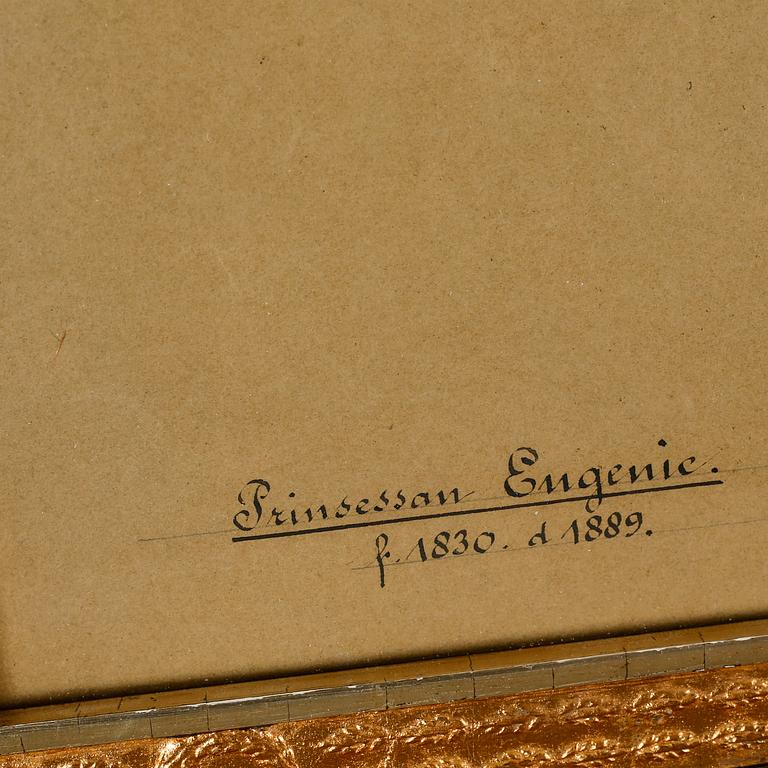 Prinsessan Eugenie.
f. 1830. d 1889.